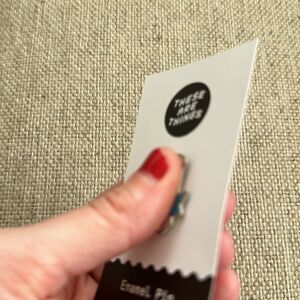 THESE
ARE
THINGS
Enamel Pin